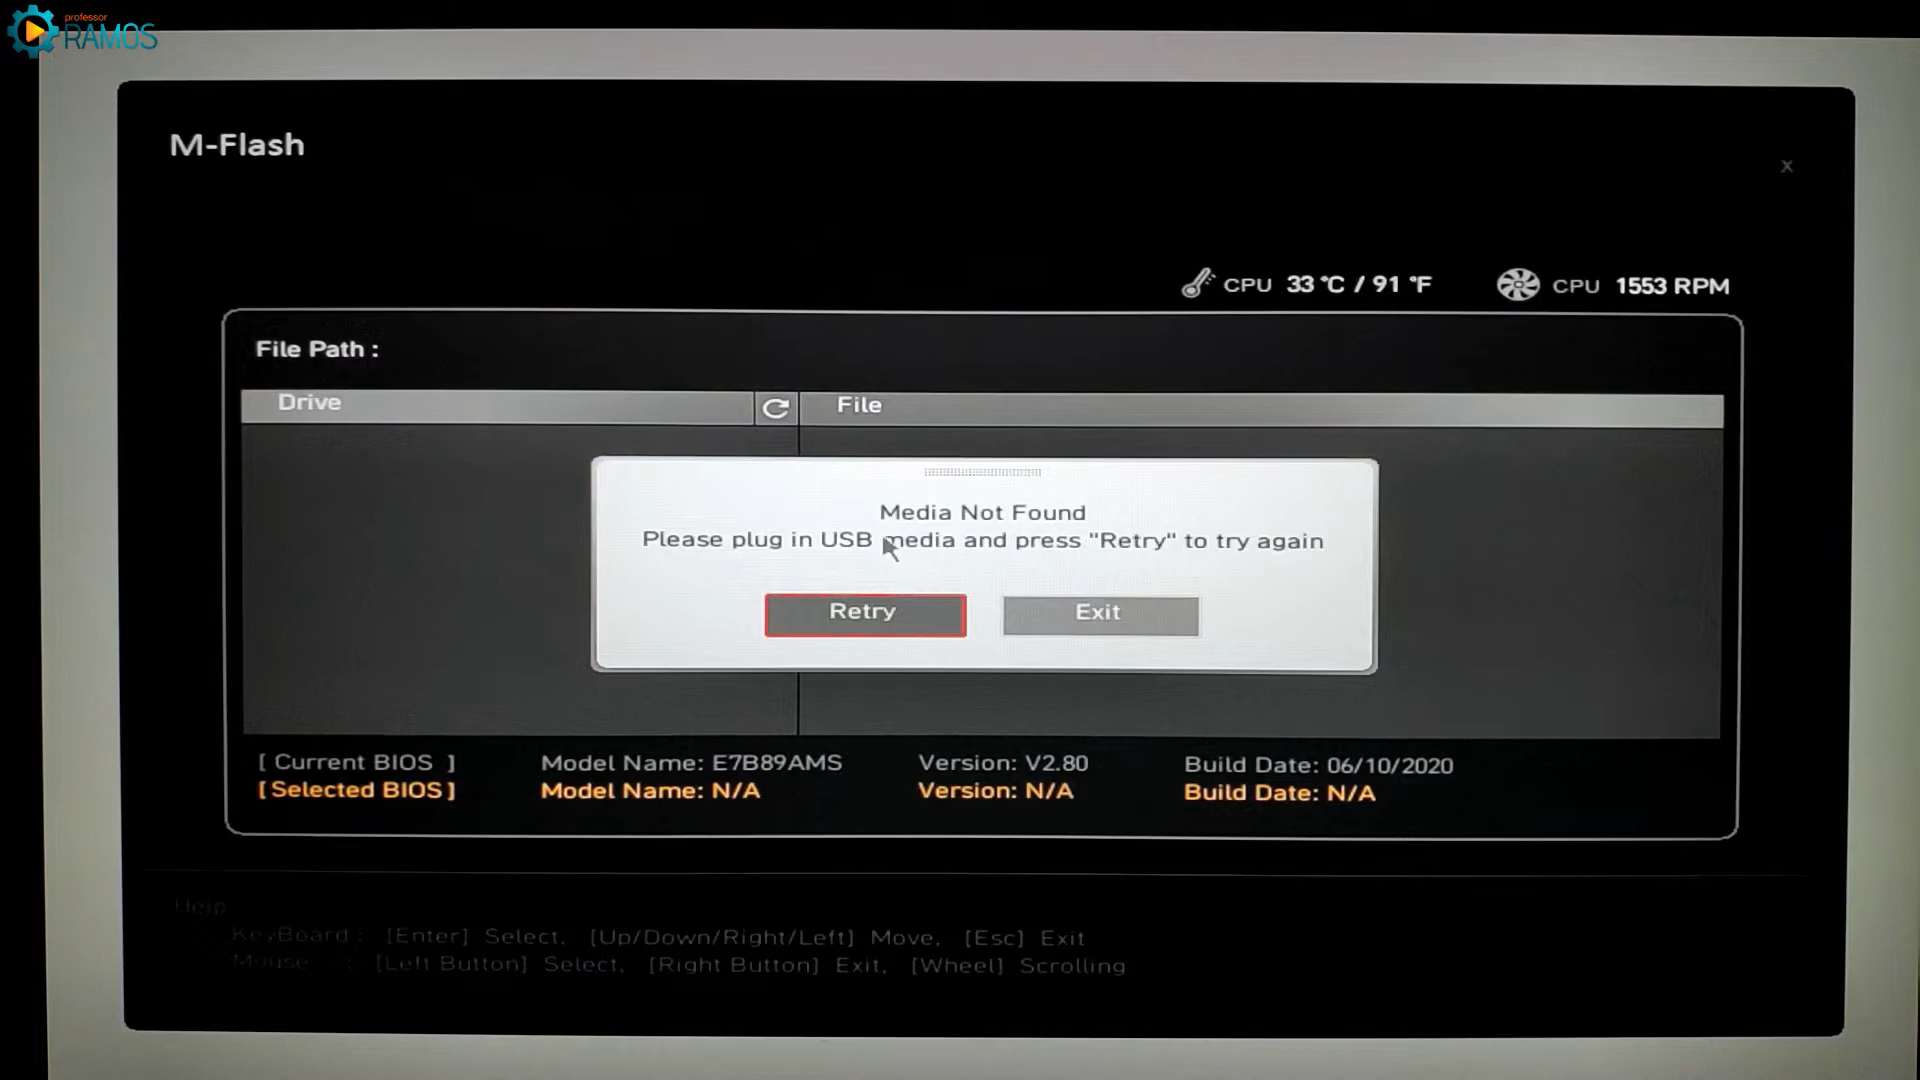 professor
RAMOS
M-Flash
x
CPU 33 °C / 91 °F CPU 1553 RPM
File Path :
Drive File
Media Not Found
Please plug in USB media and press "Retry" to try again
Retry Exit
[ Current BIOS ] Model Name: E7B89AMS Version: V2.80 Build Date: 06/10/2020
[ Selected BIOS ] Model Name: N/A Version: N/A Build Date: N/A
Help
KeyBoard : [Enter] Select, [Up/Down/Right/Left] Move, [Esc] Exit
Mouse : [Left Button] Select, [Right Button] Exit, [Wheel] Scrolling